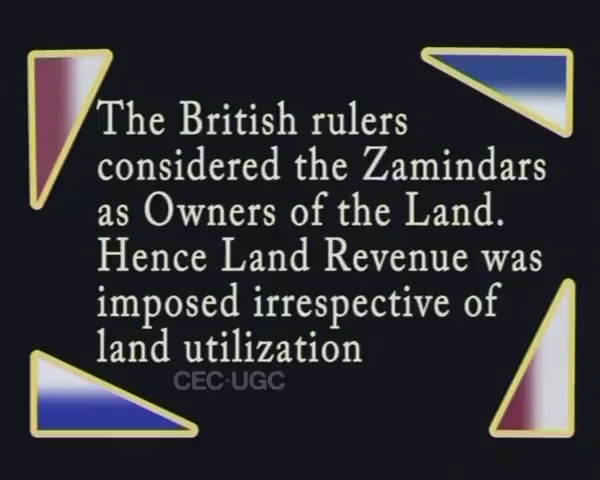 The British rulers
considered the Zamindars
as Owners of the Land.
Hence Land Revenue was
imposed irrespective of
land utilization
CEC-UGC